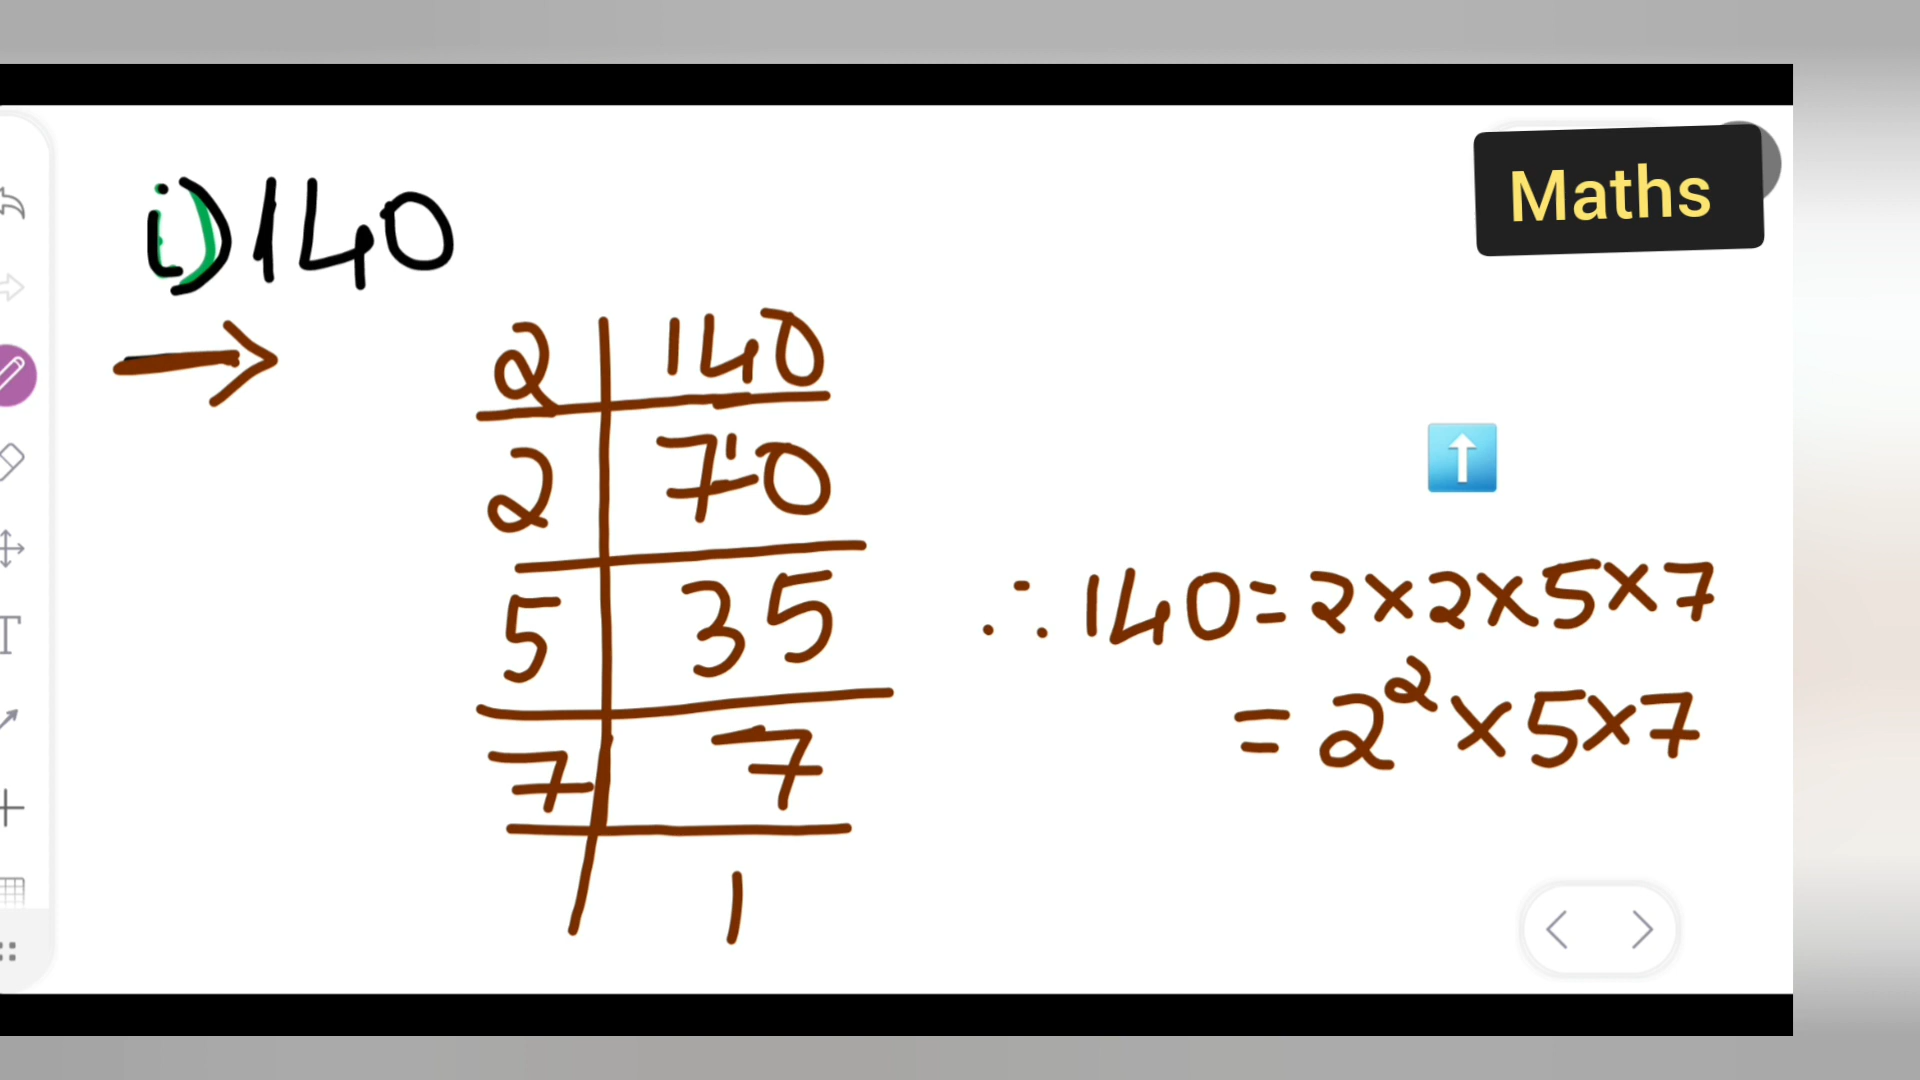 Maths
i) 140
2 | 140
2 | 70
5 | 35
7 | 7
1
∴ 140 = 2 × 2 × 5 × 7
= 2² × 5 × 7